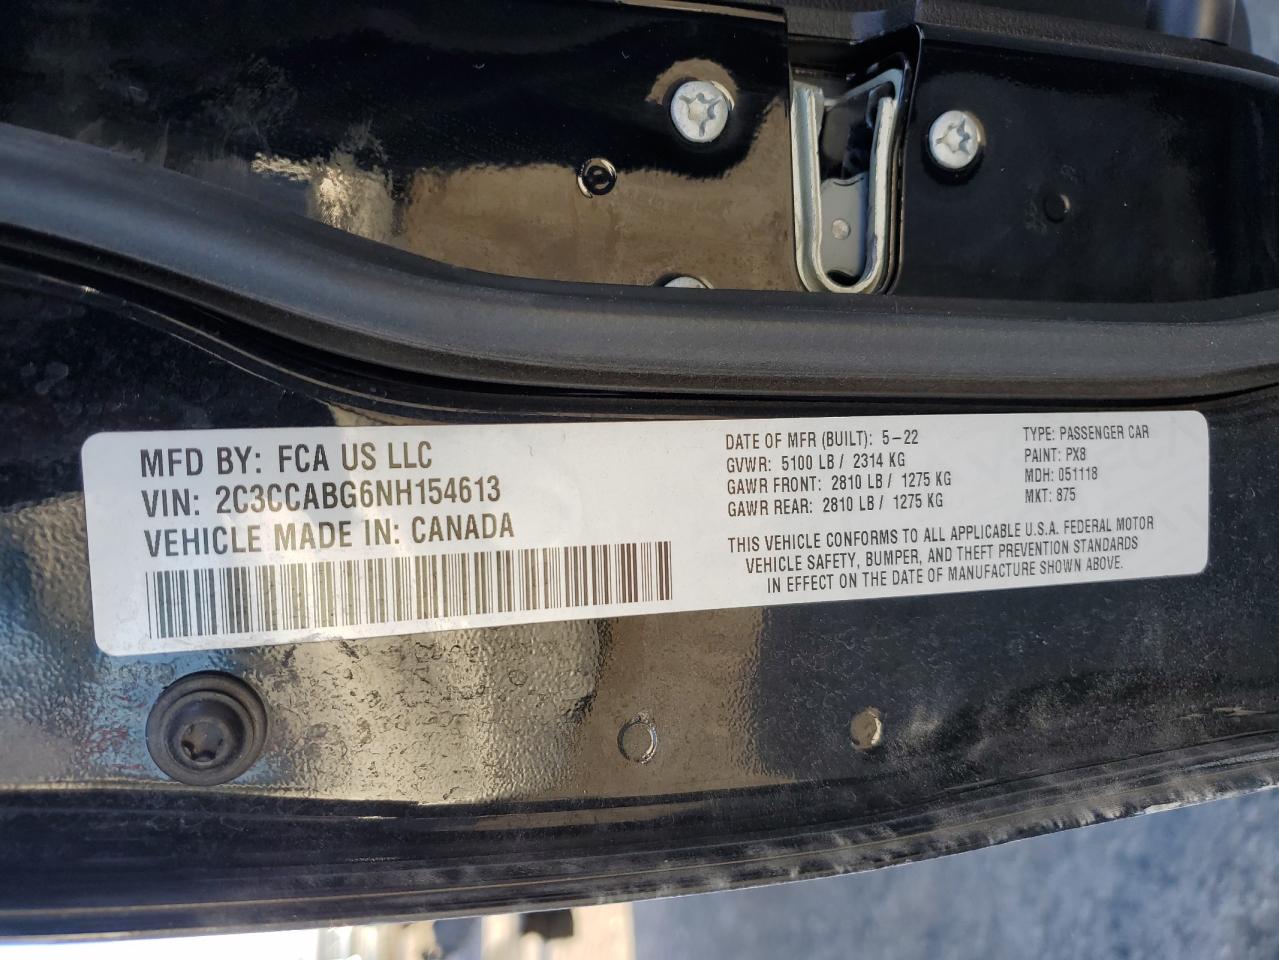 MFD BY: FCA US LLC
VIN: 2C3CCABG6NH154613
VEHICLE MADE IN: CANADA
DATE OF MFR (BUILT): 5-22
GVWR: 5100 LB / 2314 KG
GAWR FRONT: 2810 LB / 1275 KG
GAWR REAR: 2810 LB / 1275 KG
TYPE: PASSENGER CAR
PAINT: PX8
MDH: 051118
MKT: 875
THIS VEHICLE CONFORMS TO ALL APPLICABLE U.S.A. FEDERAL MOTOR
VEHICLE SAFETY, BUMPER, AND THEFT PREVENTION STANDARDS
IN EFFECT ON THE DATE OF MANUFACTURE SHOWN ABOVE.